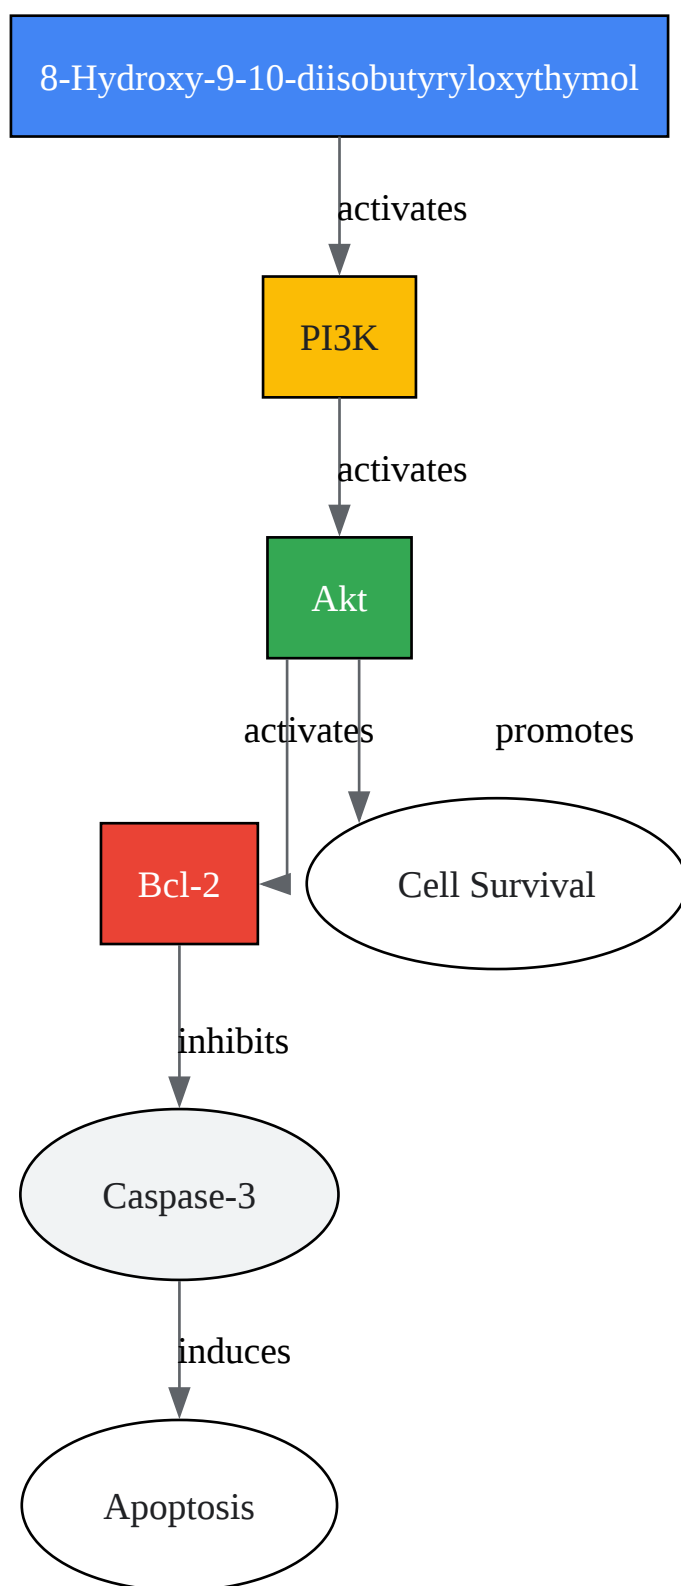 8-Hydroxy-9-10-diisobutyryloxythymol
activates
PI3K
activates
Akt
activates
promotes
Bcl-2
Cell Survival
inhibits
Caspase-3
induces
Apoptosis